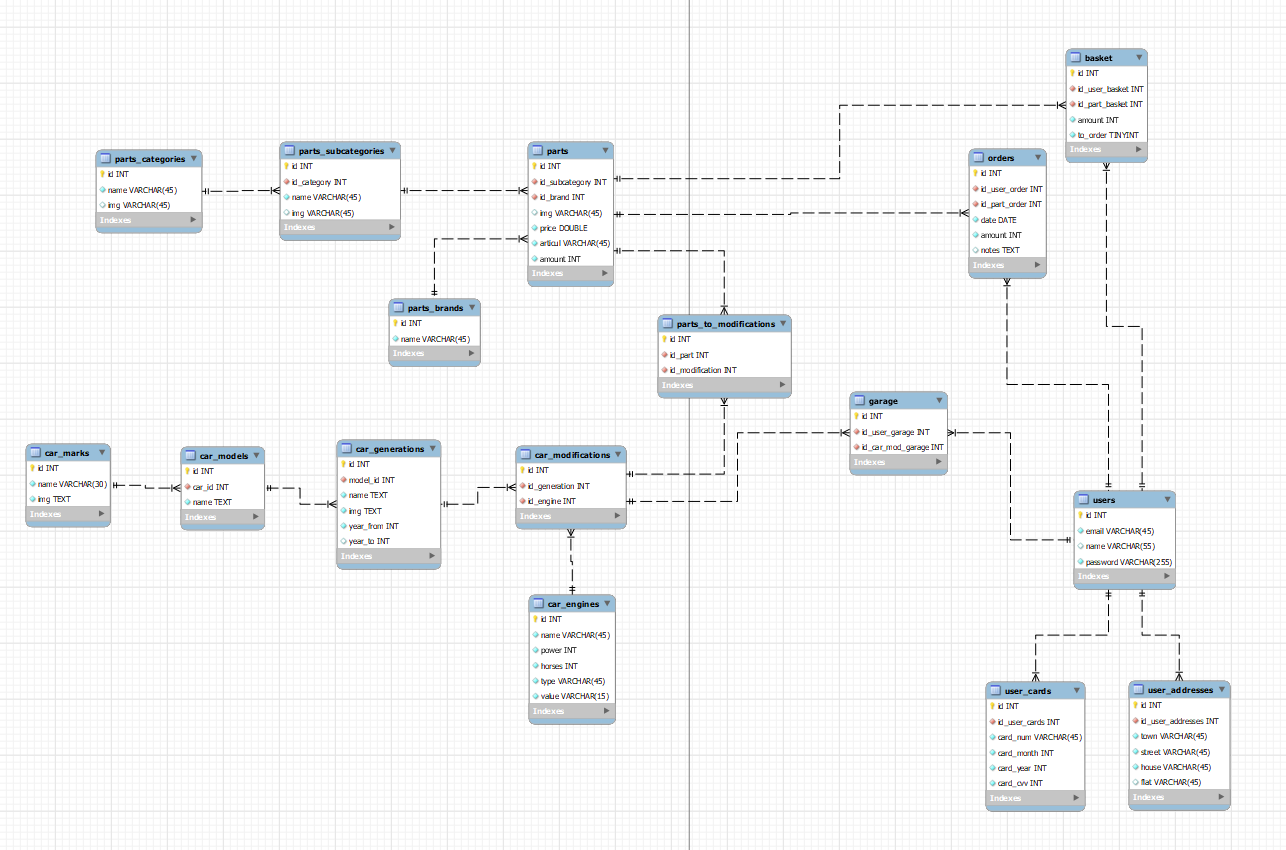 basket
id INT
id_user_basket INT
id_part_basket INT
amount INT
to_order TINYINT
Indexes
parts_categories
id INT
name VARCHAR(45)
img VARCHAR(45)
Indexes
parts_subcategories
id INT
id_category INT
name VARCHAR(45)
img VARCHAR(45)
Indexes
parts
id INT
id_subcategory INT
id_brand INT
img VARCHAR(45)
price DOUBLE
articul VARCHAR(45)
amount INT
Indexes
orders
id INT
id_user_order INT
id_part_order INT
date DATE
amount INT
notes TEXT
Indexes
parts_brands
id INT
name VARCHAR(45)
Indexes
parts_to_modifications
id INT
id_part INT
id_modification INT
Indexes
garage
id INT
id_user_garage INT
id_car_mod_garage INT
Indexes
car_marks
id INT
name VARCHAR(30)
img TEXT
Indexes
car_models
id INT
car_id INT
name TEXT
Indexes
car_generations
id INT
model_id INT
name TEXT
img TEXT
year_from INT
year_to INT
Indexes
car_modifications
id INT
id_generation INT
id_engine INT
Indexes
users
id INT
email VARCHAR(45)
name VARCHAR(55)
password VARCHAR(255)
Indexes
car_engines
id INT
name VARCHAR(45)
power INT
horses INT
type VARCHAR(45)
value VARCHAR(15)
Indexes
user_cards
id INT
id_user_cards INT
card_num VARCHAR(45)
card_month INT
card_year INT
card_cvv INT
Indexes
user_addresses
id INT
id_user_addresses INT
town VARCHAR(45)
street VARCHAR(45)
house VARCHAR(45)
flat VARCHAR(45)
Indexes